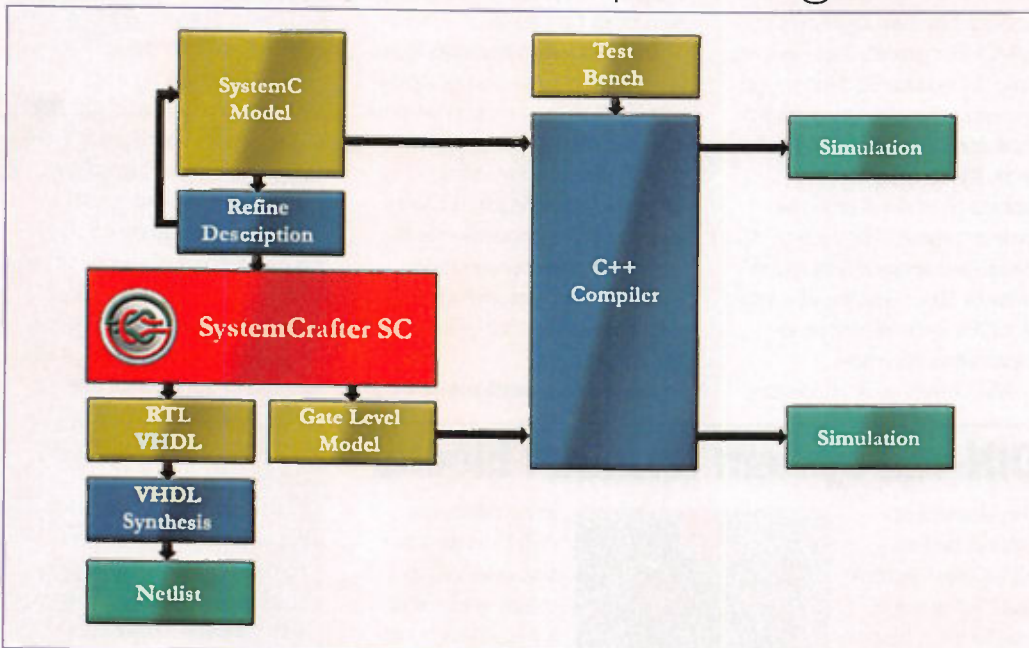 SystemC
Model
Test
Bench
Simulation
Refine
Description
C++
Compiler
SystemCrafter SC
RTL
VHDL
Gate Level
Model
Simulation
VHDL
Synthesis
Netlist